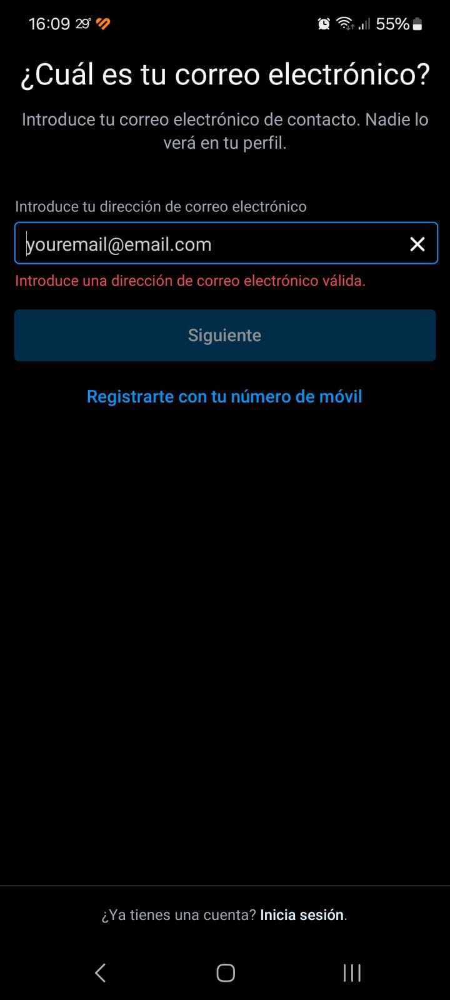 16:09 29° 55%
¿Cuál es tu correo electrónico?
Introduce tu correo electrónico de contacto. Nadie lo
verá en tu perfil.
Introduce tu dirección de correo electrónico
youremail@email.com
Introduce una dirección de correo electrónico válida.
Siguiente
Registrarte con tu número de móvil
¿Ya tienes una cuenta? Inicia sesión.